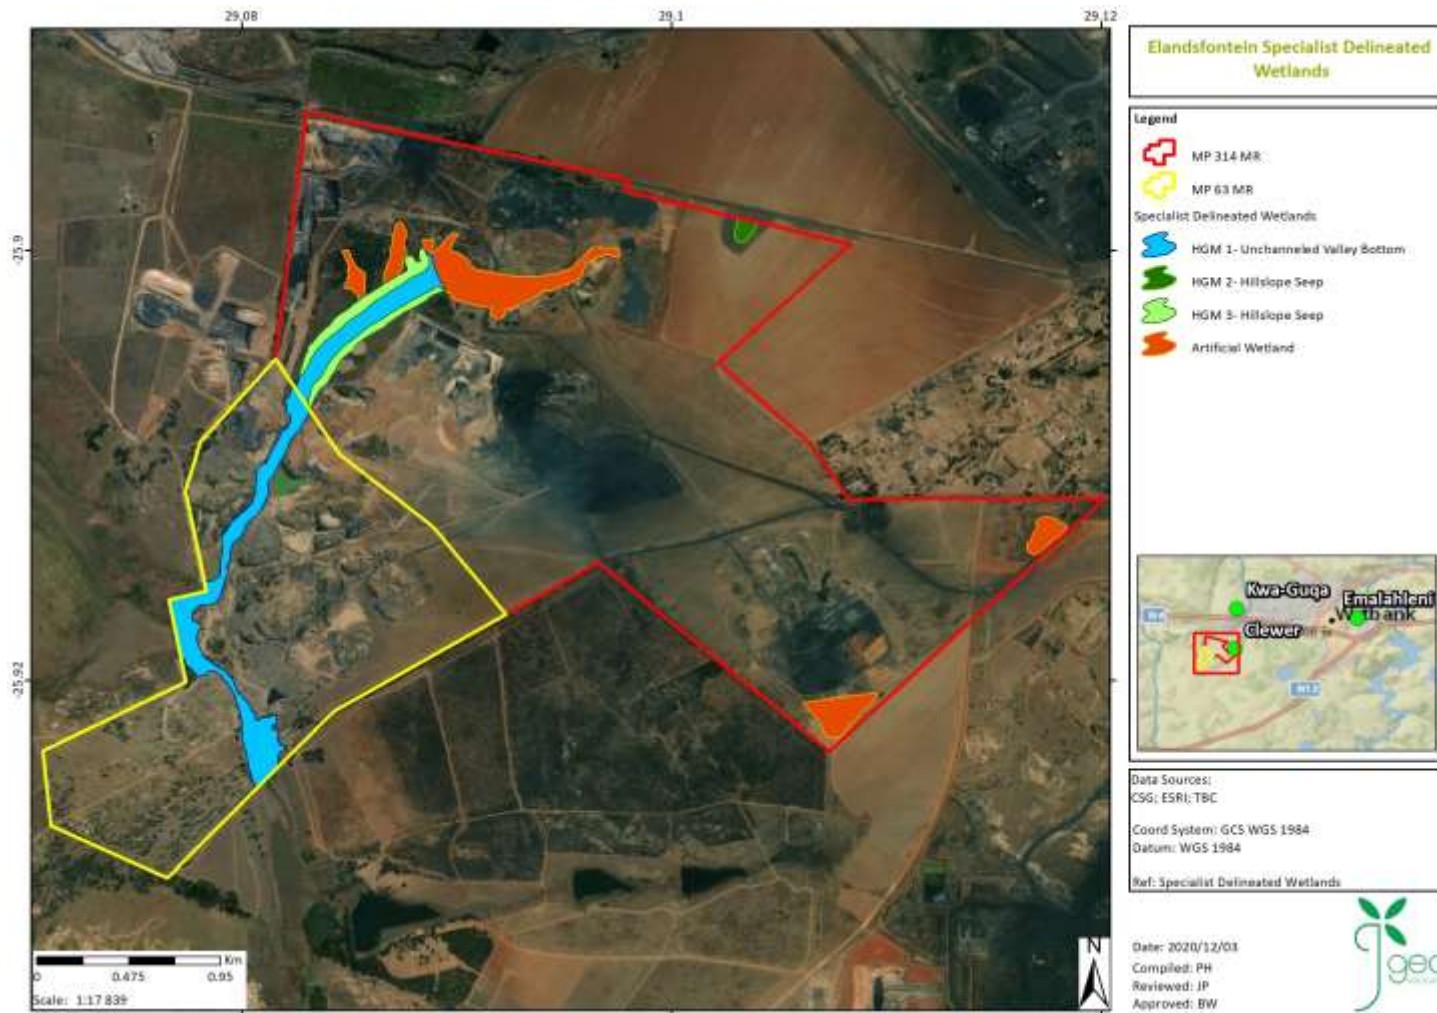 29.08
29.1
29.12
-25.9
-25.92
Elandsfontein Specialist Delineated
Wetlands
Legend
MP 314 MR
MP 63 MR
Specialist Delineated Wetlands
HGM 1- Unchanneled Valley Bottom
HGM 2- Hillslope Seep
HGM 3- Hillslope Seep
Artificial Wetland
Kwa-Guqa
Emalahleni
Witbank
Clewer
N4
N12
Data Sources:
CSG; ESRI; TBC
Coord System: GCS WGS 1984
Datum: WGS 1984
Ref: Specialist Delineated Wetlands
Date: 2020/12/03
Compiled: PH
Reviewed: JP
Approved: BW
Km
0 0.475 0.95
Scale: 1:17 839
N